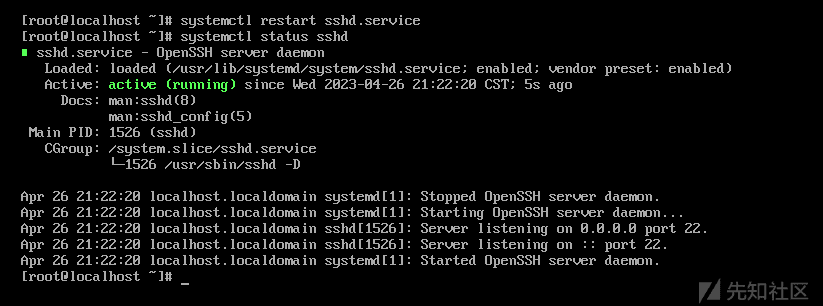 [root@localhost ~]# systemctl restart sshd.service
[root@localhost ~]# systemctl status sshd
sshd.service - OpenSSH server daemon
Loaded: loaded (/usr/lib/systemd/system/sshd.service; enabled; vendor preset: enabled)
Active: active (running) since Wed 2023-04-26 21:22:20 CST; 5s ago
Docs: man:sshd(8)
man:sshd_config(5)
Main PID: 1526 (sshd)
CGroup: /system.slice/sshd.service
└─1526 /usr/sbin/sshd -D
Apr 26 21:22:20 localhost.localdomain systemd[1]: Stopped OpenSSH server daemon.
Apr 26 21:22:20 localhost.localdomain systemd[1]: Starting OpenSSH server daemon...
Apr 26 21:22:20 localhost.localdomain sshd[1526]: Server listening on 0.0.0.0 port 22.
Apr 26 21:22:20 localhost.localdomain sshd[1526]: Server listening on :: port 22.
Apr 26 21:22:20 localhost.localdomain systemd[1]: Started OpenSSH server daemon.
[root@localhost ~]# _
先知社区